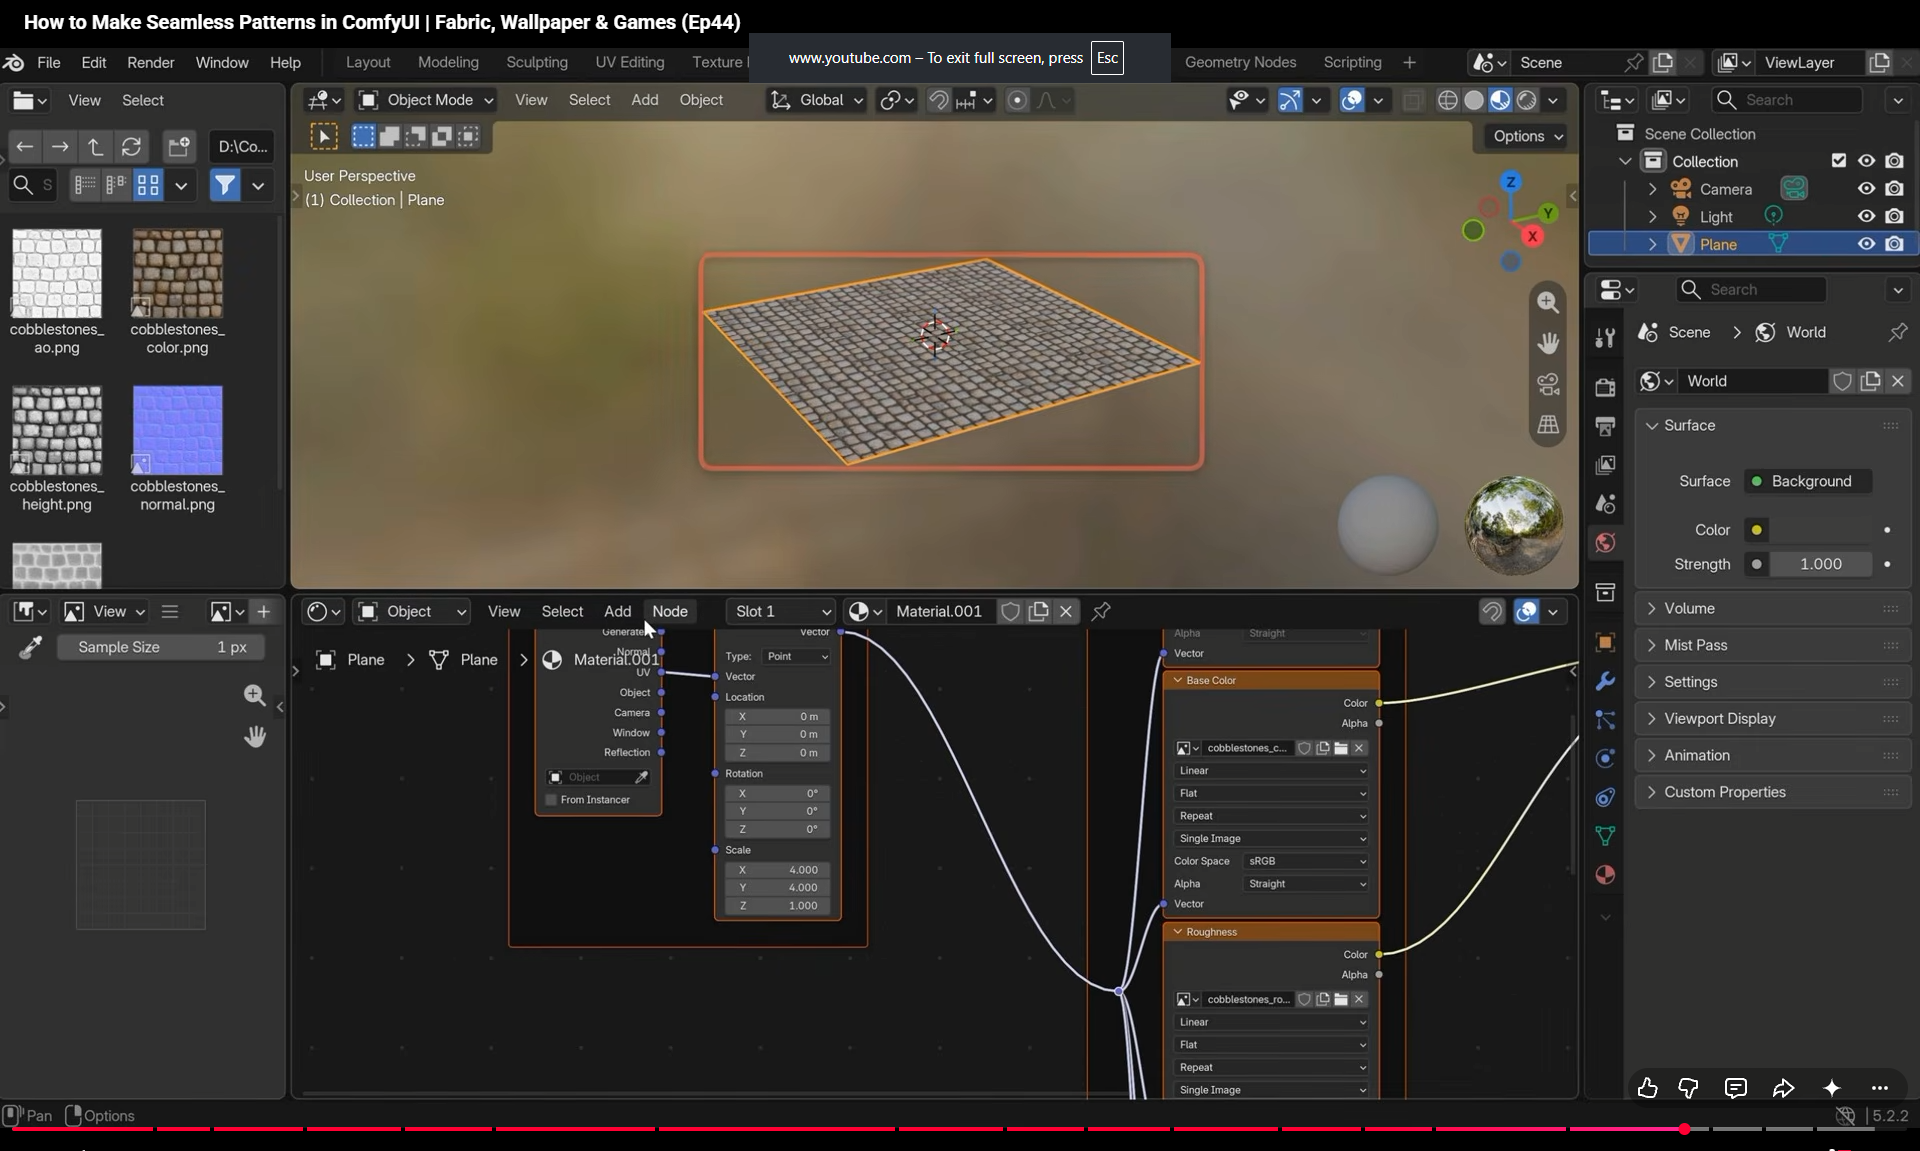 How to Make Seamless Patterns in ComfyUI | Fabric, Wallpaper & Games (Ep44)
www.youtube.com – To exit full screen, press Esc
File Edit Render Window Help
Layout Modeling Sculpting UV Editing Texture
Geometry Nodes Scripting
Scene
ViewLayer
View Select
D:\Co...
S
cobblestones_
ao.png
cobblestones_
color.png
cobblestones_
height.png
cobblestones_
normal.png
Object Mode View Select Add Object
Global
Options
User Perspective
(1) Collection | Plane
Z
Y
X
Search
Scene Collection
Collection
Camera
Light
Plane
Search
Scene World
World
Surface
Surface Background
Color
Strength 1.000
Volume
Mist Pass
Settings
Viewport Display
Animation
Custom Properties
View
Sample Size 1 px
Object View Select Add Node
Slot 1
Material.001
Plane Plane Material.001
Generated
Normal
UV
Object
Camera
Window
Reflection
Object
From Instancer
Vector
Type: Point
Vector
Location
X 0 m
Y 0 m
Z 0 m
Rotation
X 0°
Y 0°
Z 0°
Scale
X 4.000
Y 4.000
Z 1.000
Alpha Straight
Vector
Base Color
Color
Alpha
cobblestones_c...
Linear
Flat
Repeat
Single Image
Color Space sRGB
Alpha Straight
Vector
Roughness
Color
Alpha
cobblestones_ro...
Linear
Flat
Repeat
Single Image
Pan Options
5.2.2